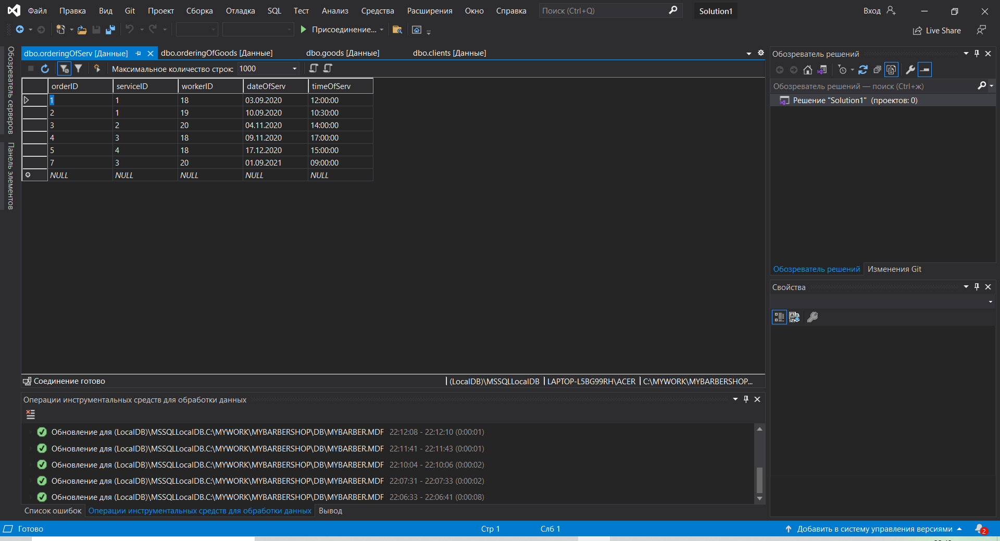 Файл Правка Вид Git Проект Сборка Отладка SQL Тест Анализ Средства Расширения Окно Справка Поиск (Ctrl+Q) Solution1 Вход
Присоединение... Live Share
Обозреватель серверов
Панель элементов
dbo.orderingOfServ [Данные] dbo.orderingOfGoods [Данные] dbo.goods [Данные] dbo.clients [Данные]
Максимальное количество строк: 1000
orderID serviceID workerID dateOfServ timeOfServ
1 1 18 03.09.2020 12:00:00
2 1 19 10.09.2020 10:30:00
3 2 20 04.11.2020 14:00:00
4 3 18 09.11.2020 17:00:00
5 4 18 17.12.2020 15:00:00
7 3 20 01.09.2021 09:00:00
NULL NULL NULL NULL NULL
Соединение готово (LocalDB)\MSSQLLocalDB LAPTOP-L5BG99RH\ACER C:\MYWORK\MYBARBERSHOP...
Обозреватель решений
Обозреватель решений — поиск (Ctrl+ж)
Решение "Solution1" (проектов: 0)
Обозреватель решений Изменения Git
Свойства
Операции инструментальных средств для обработки данных
Обновление для (LocalDB)\MSSQLLocalDB.C:\MYWORK\MYBARBERSHOP\DB\MYBARBER.MDF 22:12:08 - 22:12:10 (0:00:01)
Обновление для (LocalDB)\MSSQLLocalDB.C:\MYWORK\MYBARBERSHOP\DB\MYBARBER.MDF 22:11:41 - 22:11:43 (0:00:01)
Обновление для (LocalDB)\MSSQLLocalDB.C:\MYWORK\MYBARBERSHOP\DB\MYBARBER.MDF 22:10:04 - 22:10:06 (0:00:02)
Обновление для (LocalDB)\MSSQLLocalDB.C:\MYWORK\MYBARBERSHOP\DB\MYBARBER.MDF 22:07:31 - 22:07:33 (0:00:02)
Обновление для (LocalDB)\MSSQLLocalDB.C:\MYWORK\MYBARBERSHOP\DB\MYBARBER.MDF 22:06:33 - 22:06:41 (0:00:08)
Список ошибок Операции инструментальных средств для обработки данных Вывод
Готово Стр 1 Слб 1 Добавить в систему управления версиями 2